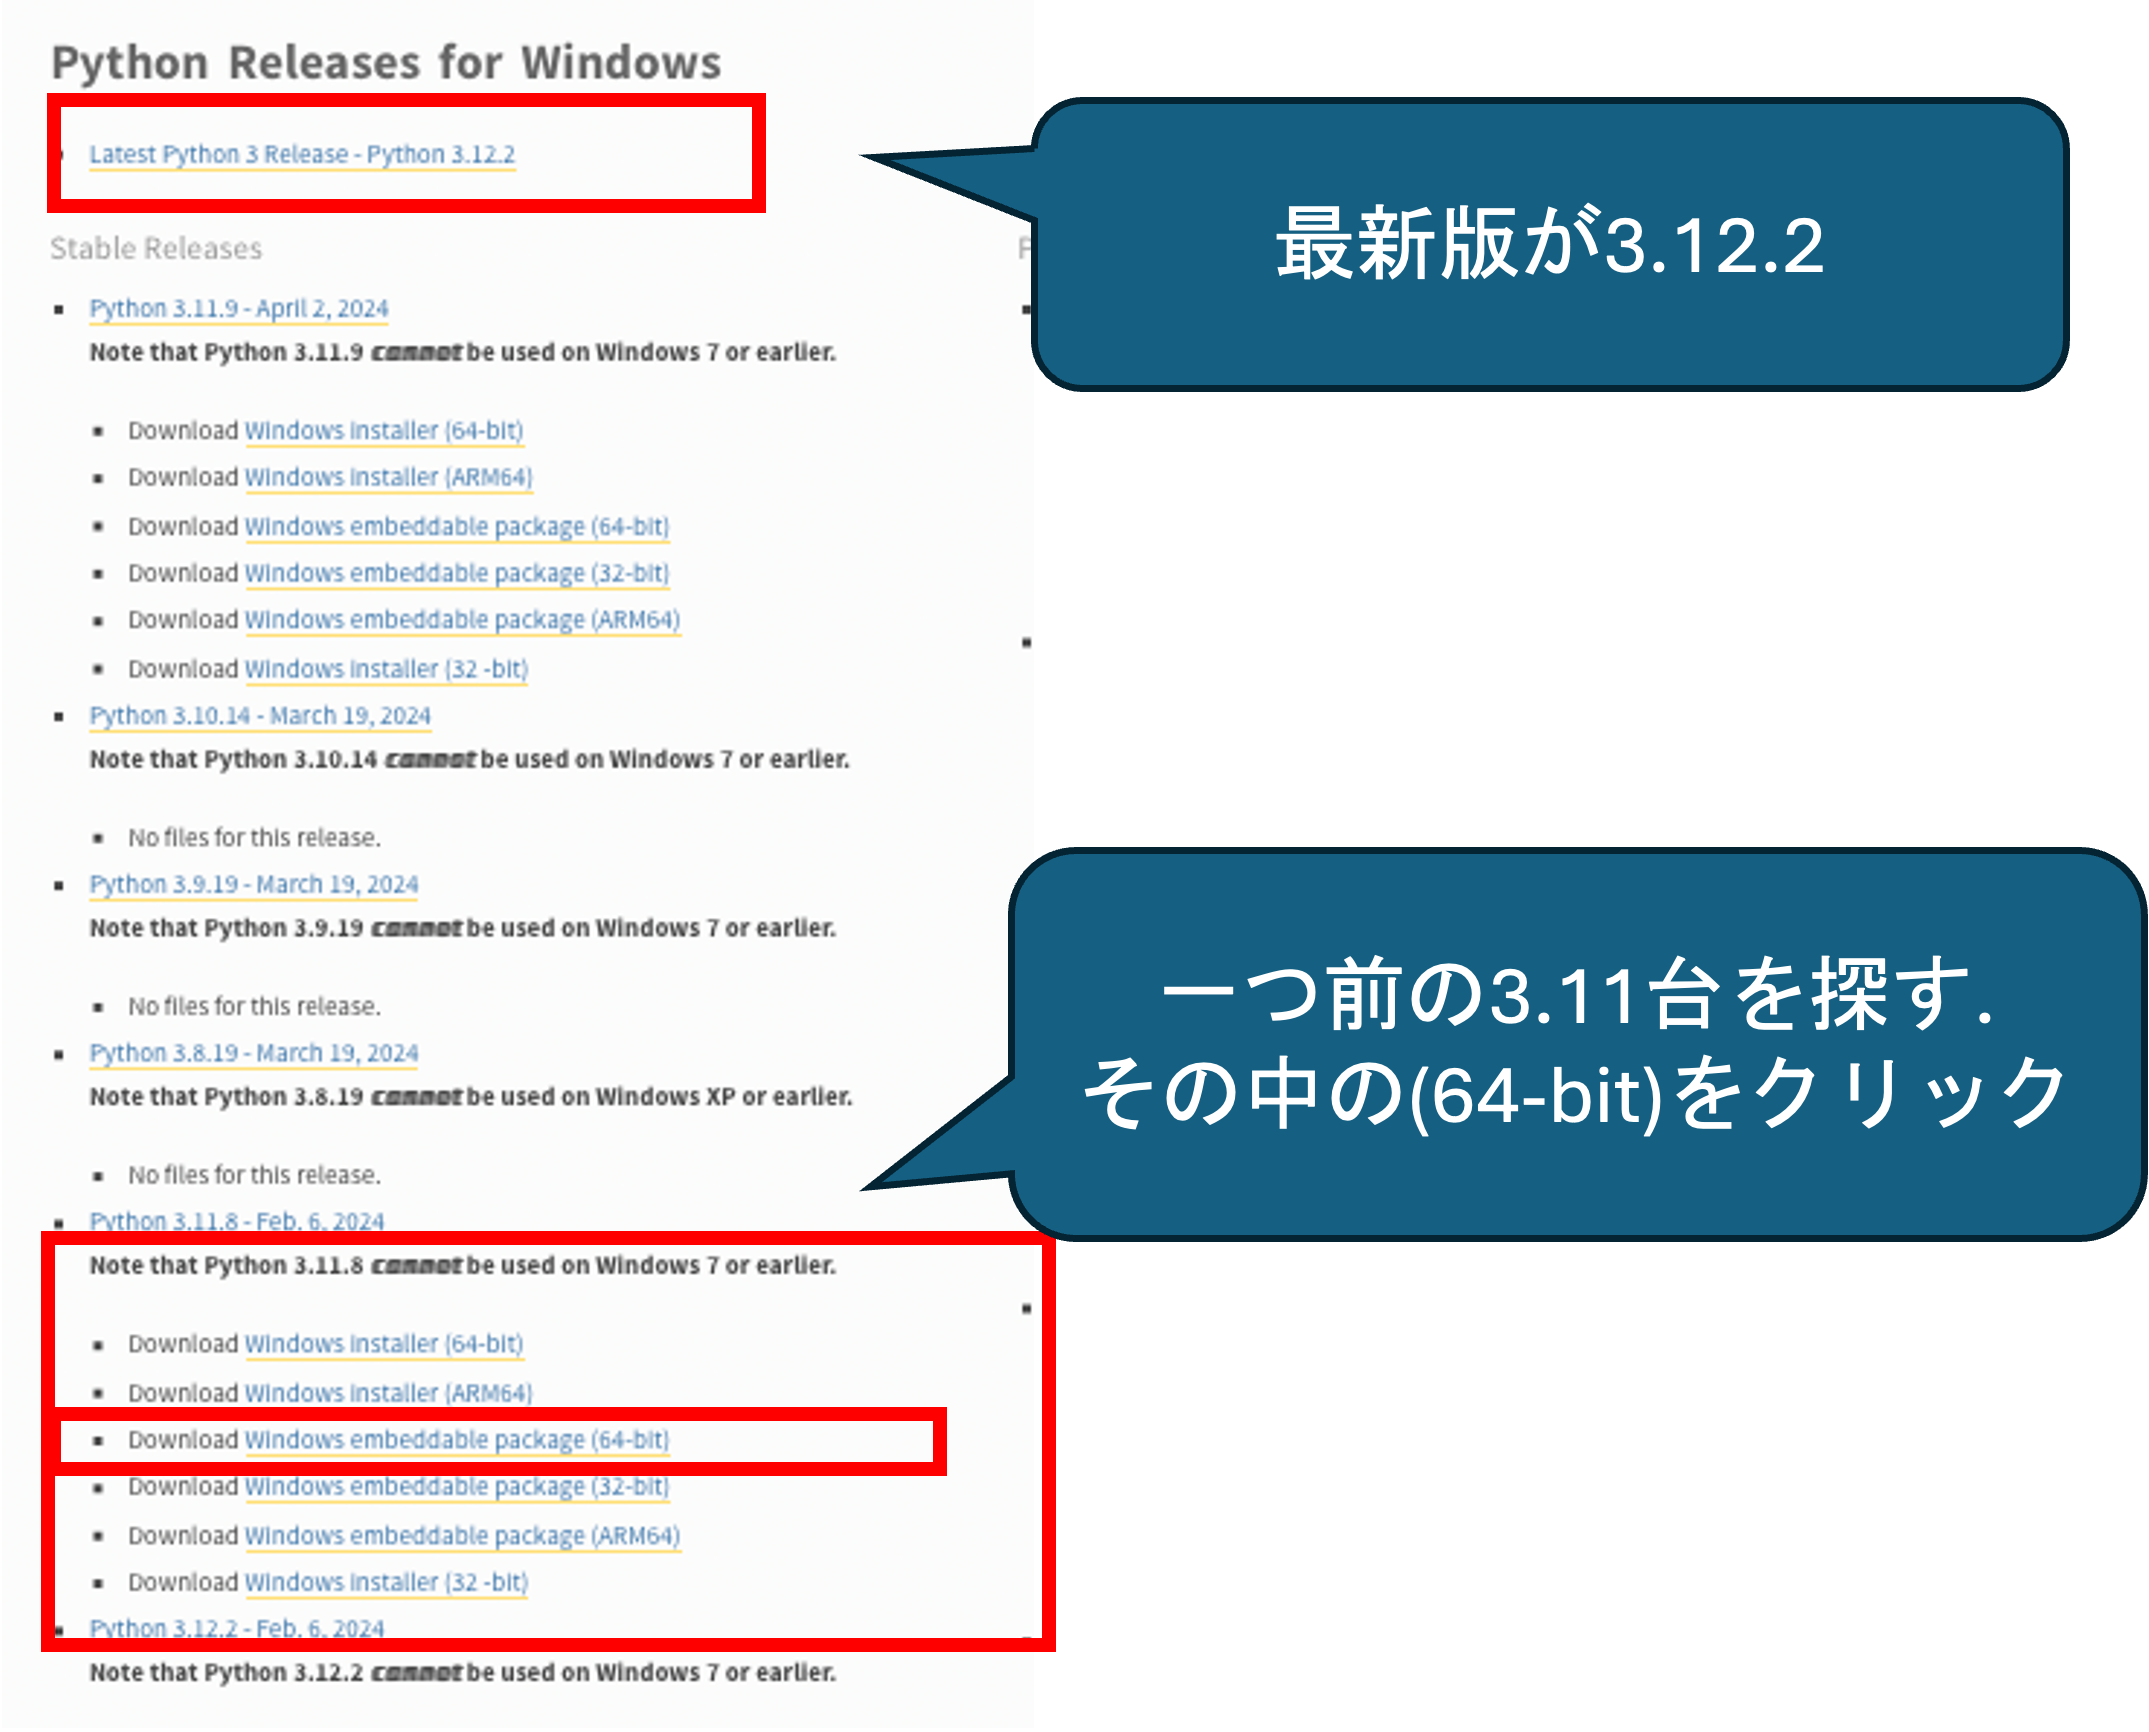 Python Releases for Windows
Latest Python 3 Release - Python 3.12.2
最新版が3.12.2
Stable Releases
Python 3.11.9 - April 2, 2024
Note that Python 3.11.9 cannot be used on Windows 7 or earlier.
Download Windows installer (64-bit)
Download Windows installer (ARM64)
Download Windows embeddable package (64-bit)
Download Windows embeddable package (32-bit)
Download Windows embeddable package (ARM64)
Download Windows installer (32 -bit)
Python 3.10.14 - March 19, 2024
Note that Python 3.10.14 cannot be used on Windows 7 or earlier.
No files for this release.
Python 3.9.19 - March 19, 2024
Note that Python 3.9.19 cannot be used on Windows 7 or earlier.
No files for this release.
Python 3.8.19 - March 19, 2024
Note that Python 3.8.19 cannot be used on Windows XP or earlier.
No files for this release.
一つ前の3.11台を探す.
その中の(64-bit)をクリック
Python 3.11.8 - Feb. 6, 2024
Note that Python 3.11.8 cannot be used on Windows 7 or earlier.
Download Windows installer (64-bit)
Download Windows installer (ARM64)
Download Windows embeddable package (64-bit)
Download Windows embeddable package (32-bit)
Download Windows embeddable package (ARM64)
Download Windows installer (32 -bit)
Python 3.12.2 - Feb. 6, 2024
Note that Python 3.12.2 cannot be used on Windows 7 or earlier.